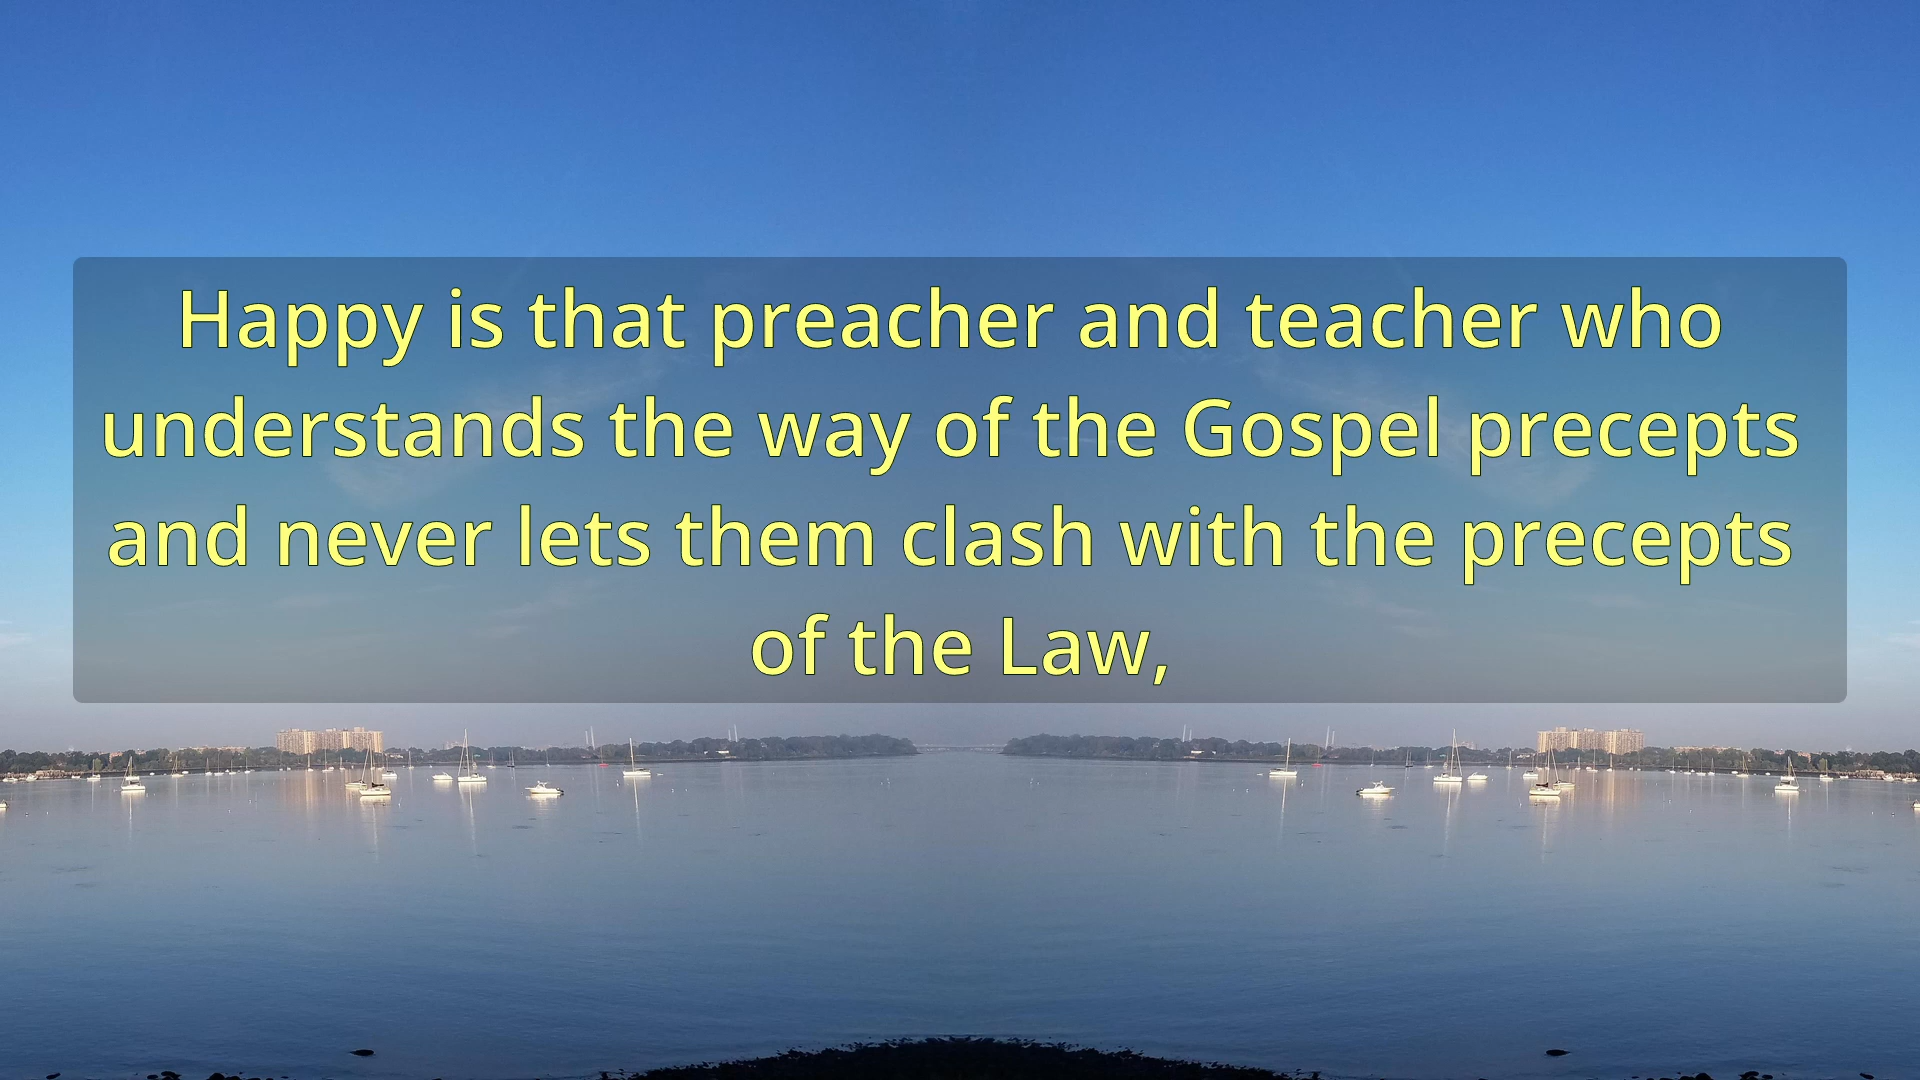 Happy is that preacher and teacher who
understands the way of the Gospel precepts
and never lets them clash with the precepts
of the Law,